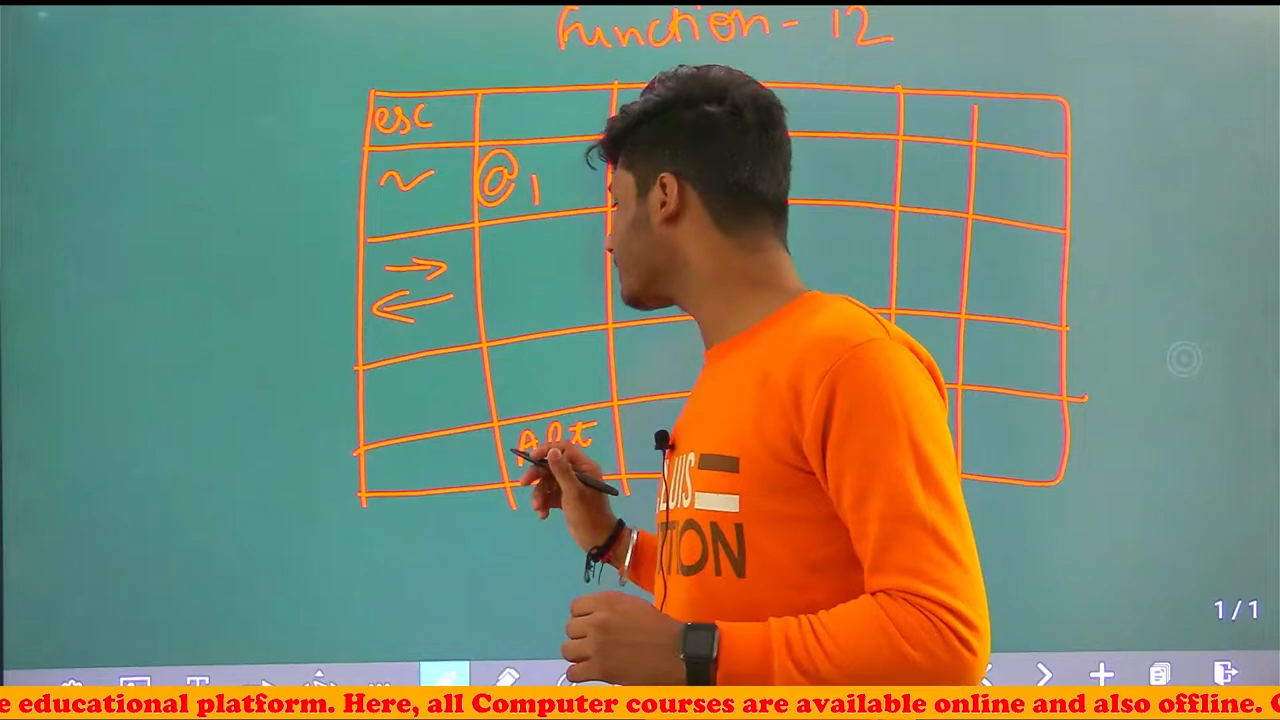 Function - 12
esc
~ @1
→
←
Alt
LUIS
TION
1/1
e educational platform. Here, all Computer courses are available online and also offline.